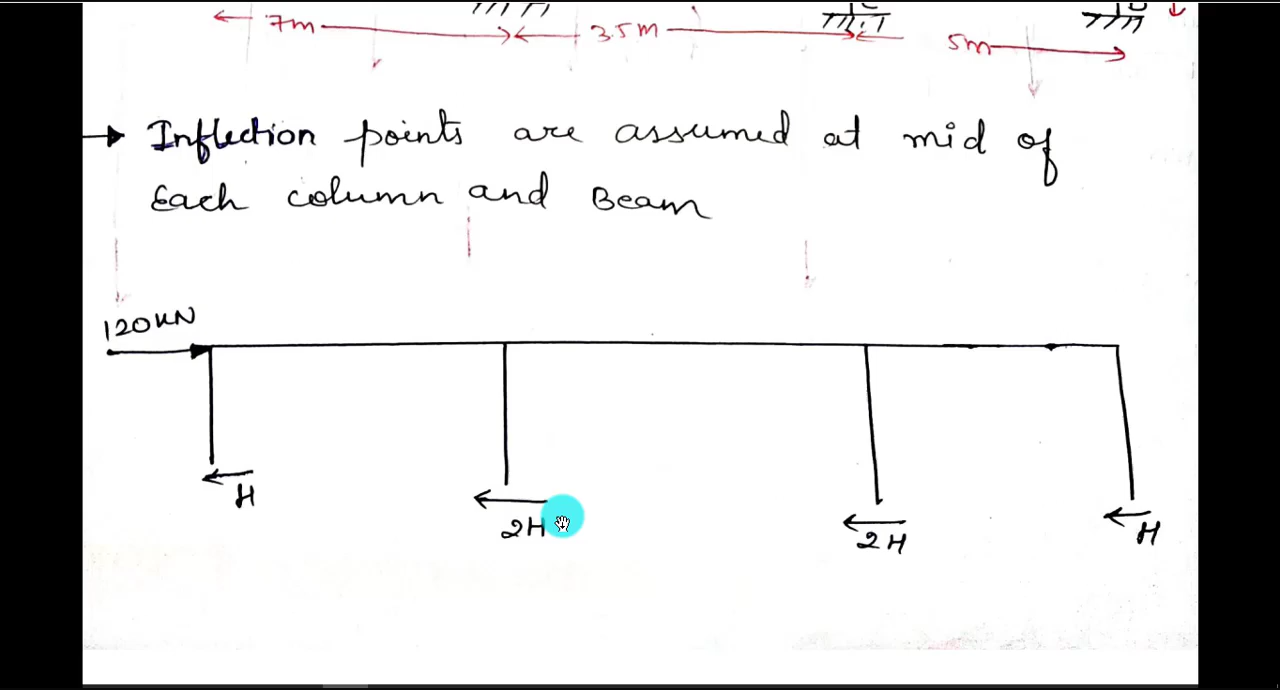 7m 3.5m 5m
Inflection points are assumed at mid of
Each column and Beam
120kN
H
2H
2H
H